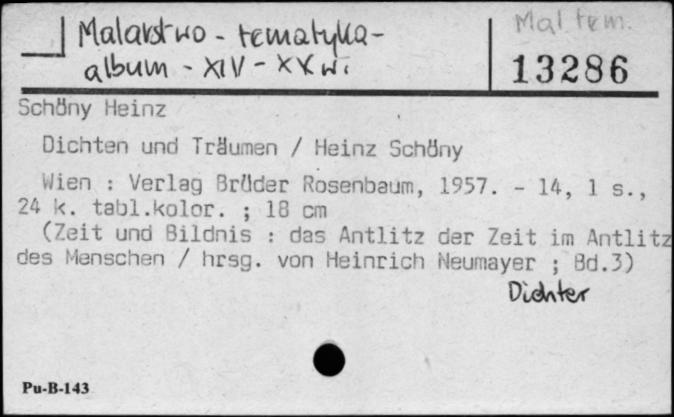 Malarstwo - tematyka-
album - XIV - XX w.
Mal tem.
13286
Schöny Heinz
Dichten und Träumen / Heinz Schöny
Wien : Verlag Brüder Rosenbaum, 1957. - 14, 1 s.,
24 k. tabl.kolor. ; 18 cm
(Zeit und Bildnis : das Antlitz der Zeit im Antlitz
des Menschen / hrsg. von Heinrich Neumayer ; Bd.3)
Dichter
Pu-B-143